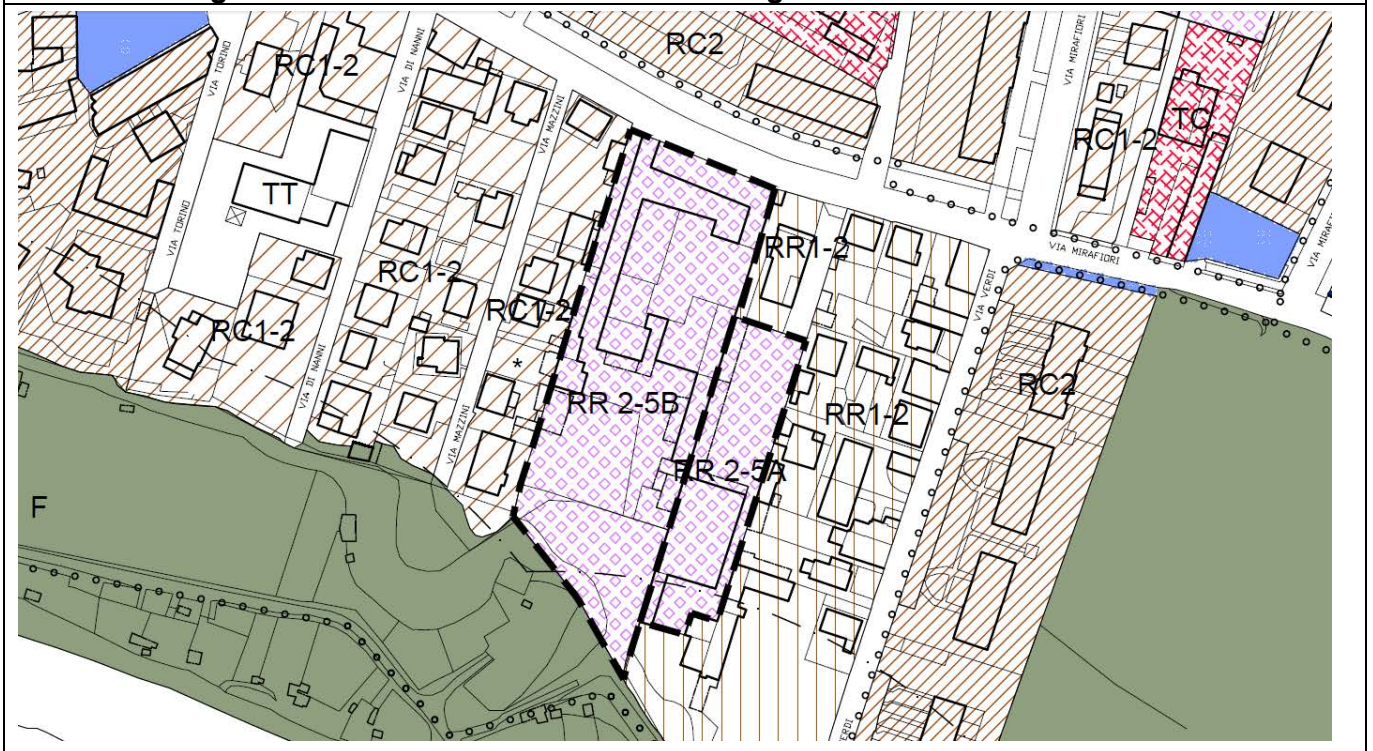 RC2
VIA TORINO
RC1-2
VIA DI NANNI
VIA MAZZINI
VIA MIRAFIORI
RC1-2
TC
TT
VIA TORINO
RR1-2
VIA MIRAFIORI
RC1-2
RC1-2
VIA VERDI
RC1-2
*
VIA DI NANNI
RR 2-5B
RC2
RR1-2
VIA MAZZINI
RR 2-5A
F